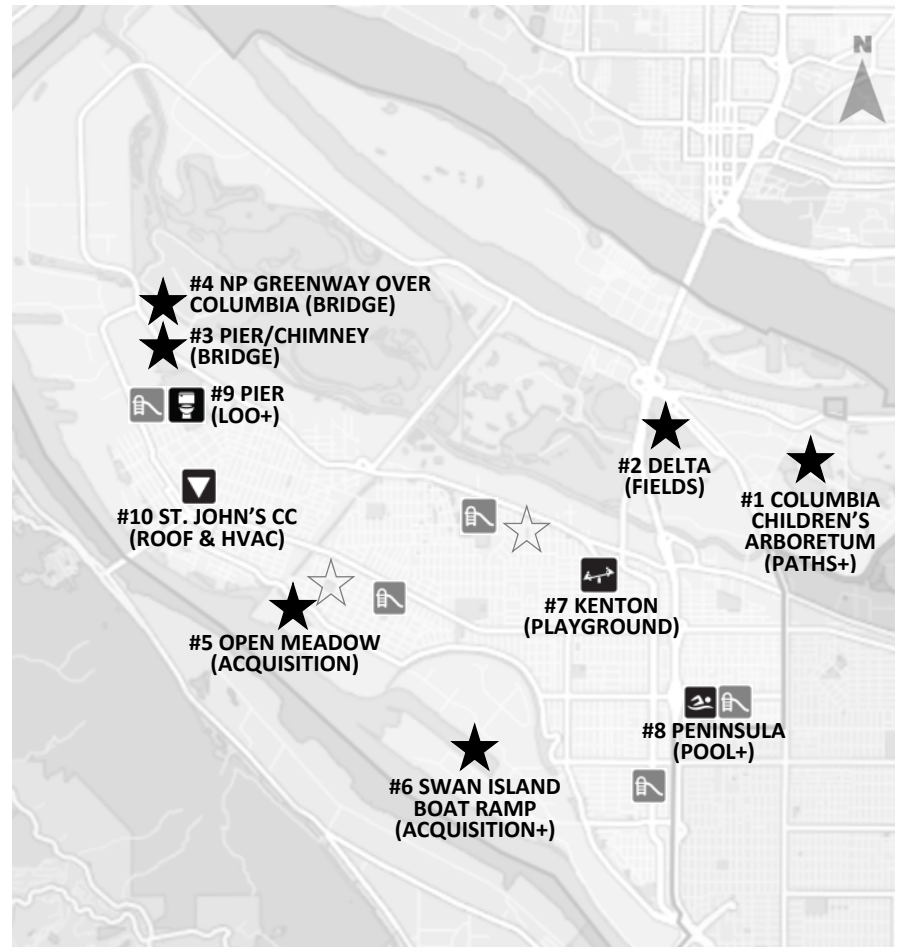 N
#4 NP GREENWAY OVER
COLUMBIA (BRIDGE)
#3 PIER/CHIMNEY
(BRIDGE)
#9 PIER
(LOO+)
#2 DELTA
(FIELDS)
#1 COLUMBIA
CHILDREN'S
ARBORETUM
(PATHS+)
#10 ST. JOHN'S CC
(ROOF & HVAC)
#7 KENTON
(PLAYGROUND)
#5 OPEN MEADOW
(ACQUISITION)
#8 PENINSULA
(POOL+)
#6 SWAN ISLAND
BOAT RAMP
(ACQUISITION+)